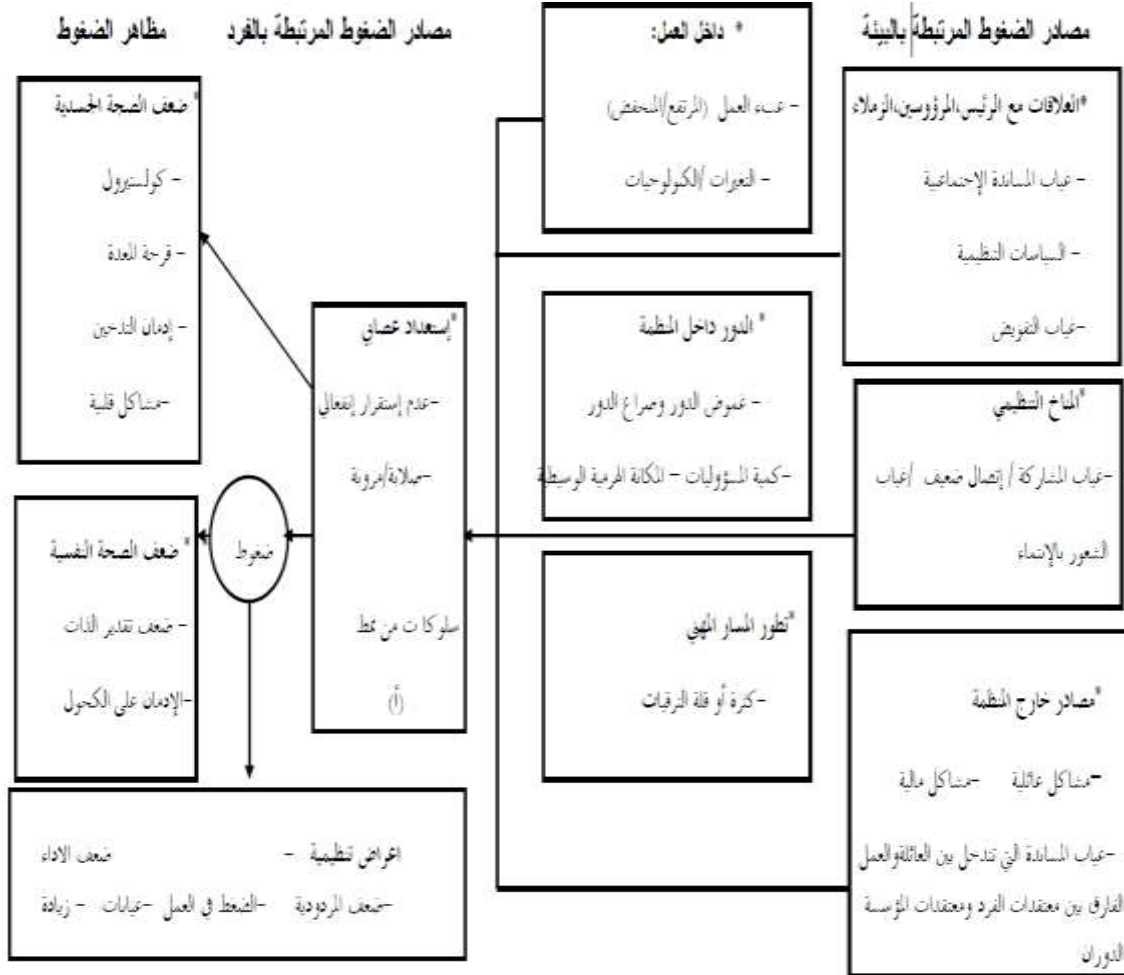 مصادر الضغوط المرتبطة بالبيئة
* داخل العمل:
مصادر الضغوط المرتبطة بالفرد
مظاهر الضغوط
*العلاقات مع الرئيس،المرؤوسين،الزملاء
- غياب المساندة الإجتماعية
- السياسات التنظيمية
-غياب التفويض
*المناخ التنظيمي
-غياب المشاركة / إتصال ضعيف /غياب
الشعور بالإنتماء
*مصادر خارج المنظمة
-مشاكل عائلية -مشاكل مالية
-غياب المساندة التي تتدخل بين العائلةوالعمل
الفارق بين معتقدات الفرد ومعتقدات المؤسسة
الدوران
- عبء العمل (المرتفع/المنخفض)
- التغيرات /الكنولوجيات
* الدور داخل المنظمة
- غموض الدور وصراع الدور
-كمية المسؤوليات – المكانة الهرمية الوسيطة
*تطور المسار المهني
-كثرة أو قلة الترقيات
*إستعداد عصابي
-عدم إستقرار إنفعالي
-صلابة/مرونة
سلوكا ت من نمط
(أ)
ضغوط
* ضعف الصحة الجسدية
- كولستيرول
- قرحة المعدة
- إدمان التدخين
-مشاكل قلبية
* ضعف الصحة النفسية
- ضعف تقدير الذات
-الإدمان على الكحول
اعراض تنظيمية - ضعف الاداء
-ضعف المردودية -الضغط في العمل -غيابات - زيادة